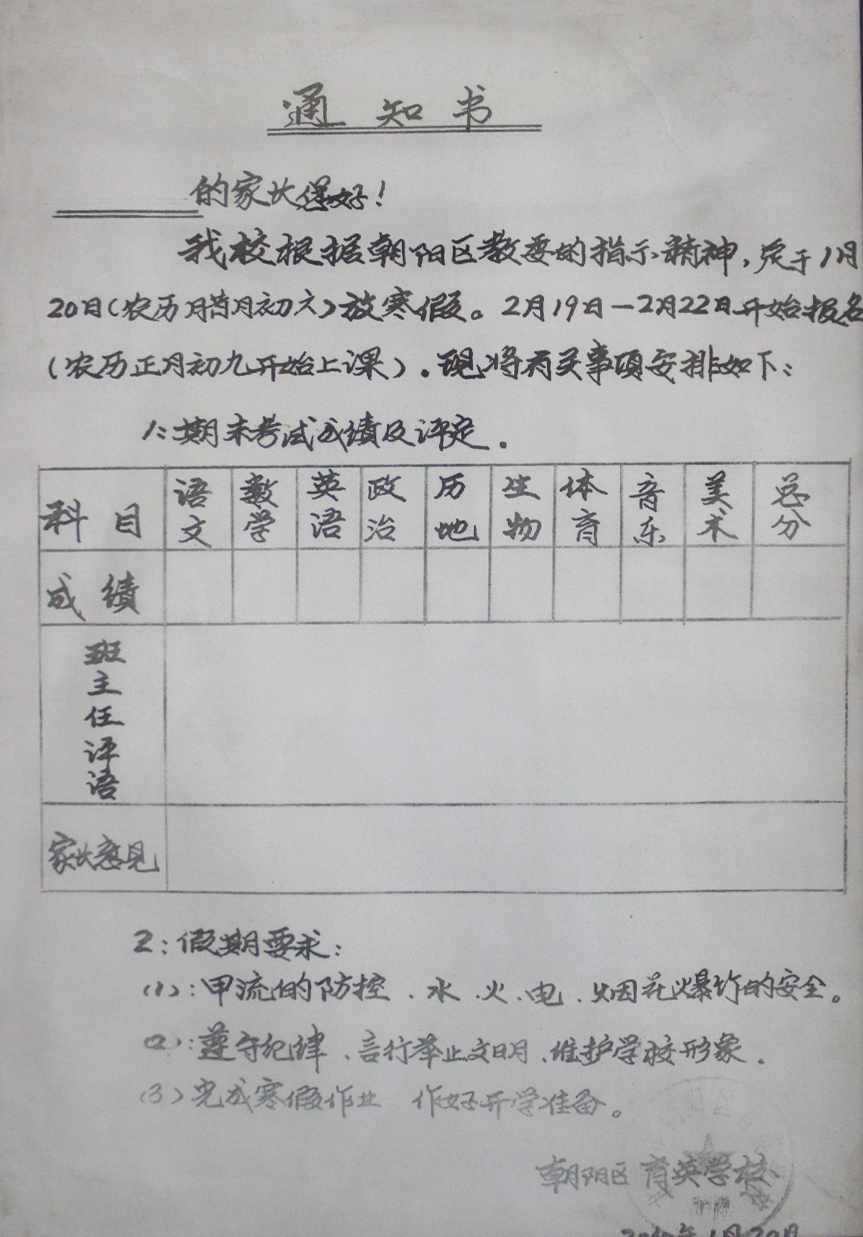 通知书
的家长您好！
我校根据朝阳区教委的指示精神，定于1月
20日（农历腊月初六）放寒假。2月19日—2月22日开始报名
（农历正月初九开始上课）．现将有关事项安排如下：
1：期末考试成绩及评定．
科目 语文 数学 英语 政治 历地 生物 体育 音乐 美术 总分
成绩
班主任评语
家长意见
2：假期要求：
（1）：甲流的防控、水、火、电、烟花爆竹的安全。
（2）：遵守纪律、言行举止文明、维护学校形象．
（3）完成寒假作业 作好开学准备。
朝阳区育英学校
2010年1月20日